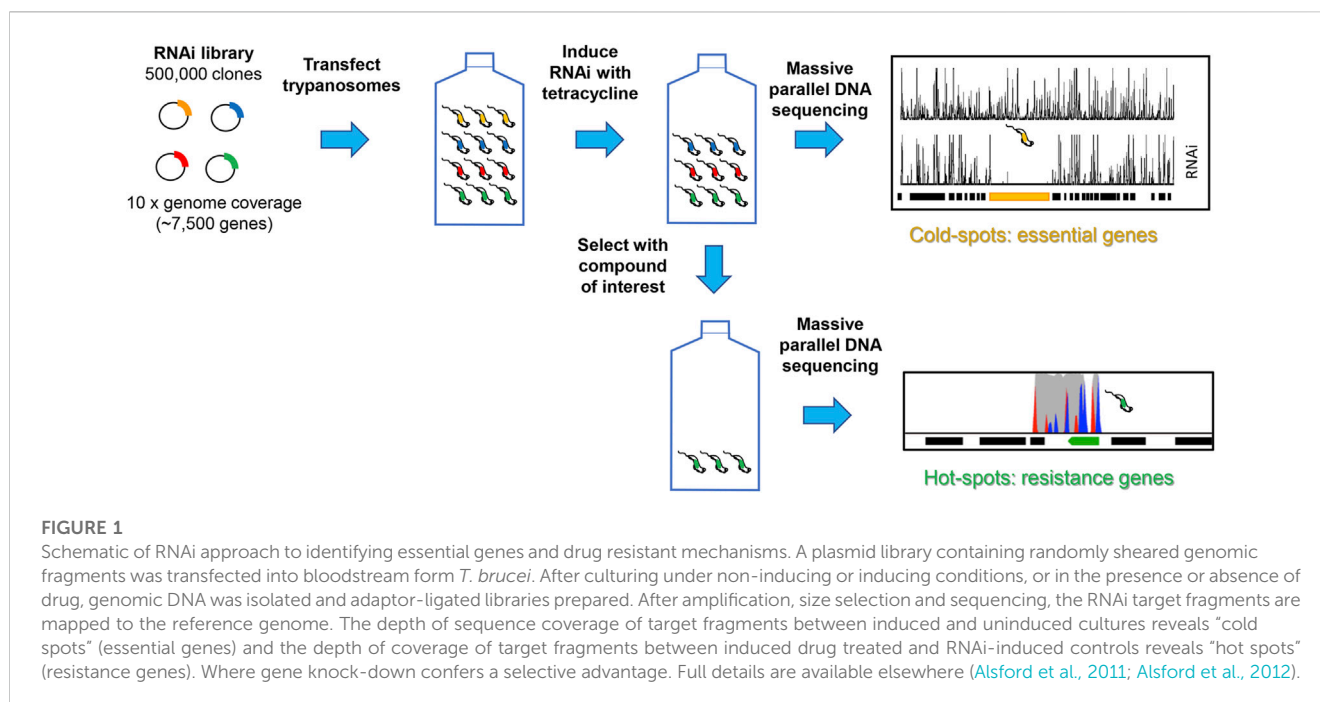 RNAi library
500,000 clones
10 x genome coverage
(~7,500 genes)
Transfect
trypanosomes
Induce
RNAi with
tetracycline
Massive
parallel DNA
sequencing
RNAi
Cold-spots: essential genes
Select with
compound
of interest
Massive
parallel DNA
sequencing
Hot-spots: resistance genes
FIGURE 1
Schematic of RNAi approach to identifying essential genes and drug resistant mechanisms. A plasmid library containing randomly sheared genomic
fragments was transfected into bloodstream form T. brucei. After culturing under non-inducing or inducing conditions, or in the presence or absence of
drug, genomic DNA was isolated and adaptor-ligated libraries prepared. After amplification, size selection and sequencing, the RNAi target fragments are
mapped to the reference genome. The depth of sequence coverage of target fragments between induced and uninduced cultures reveals “cold
spots” (essential genes) and the depth of coverage of target fragments between induced drug treated and RNAi-induced controls reveals “hot spots”
(resistance genes). Where gene knock-down confers a selective advantage. Full details are available elsewhere (Alsford et al., 2011; Alsford et al., 2012).